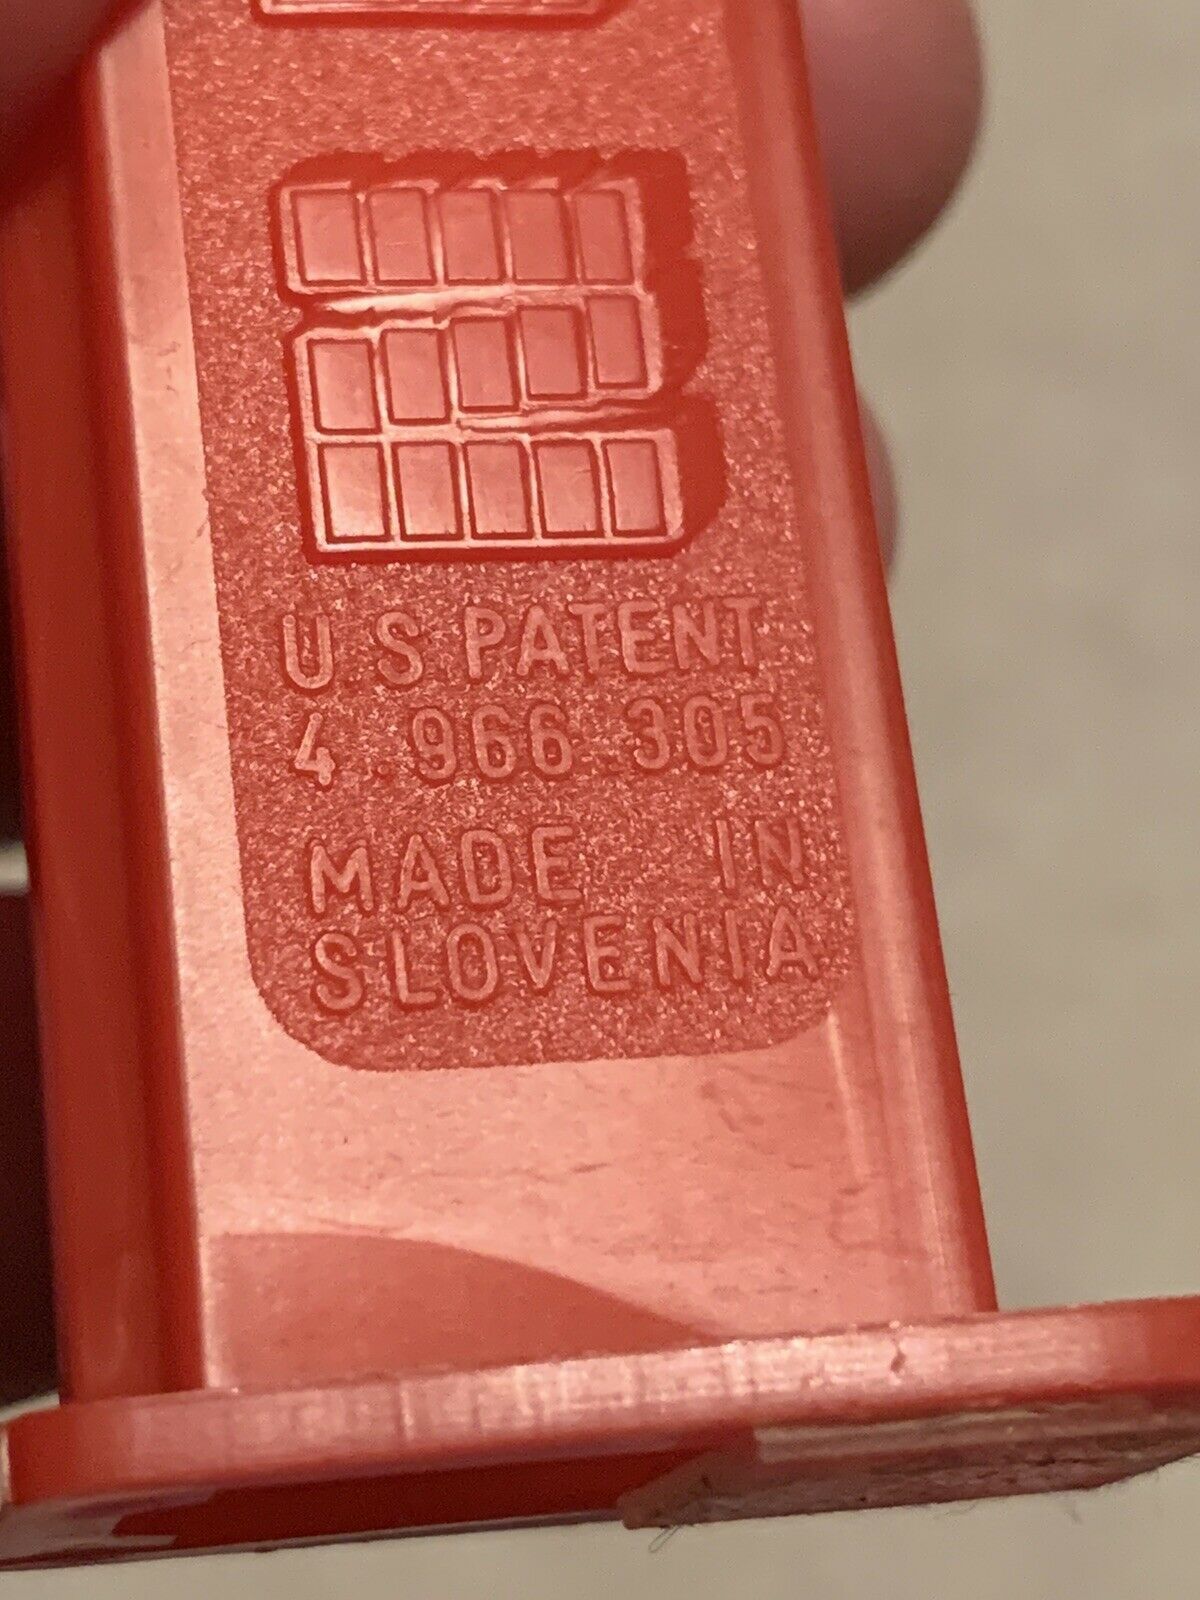 U S PATENT
4.966.305
MADE IN
SLOVENIA